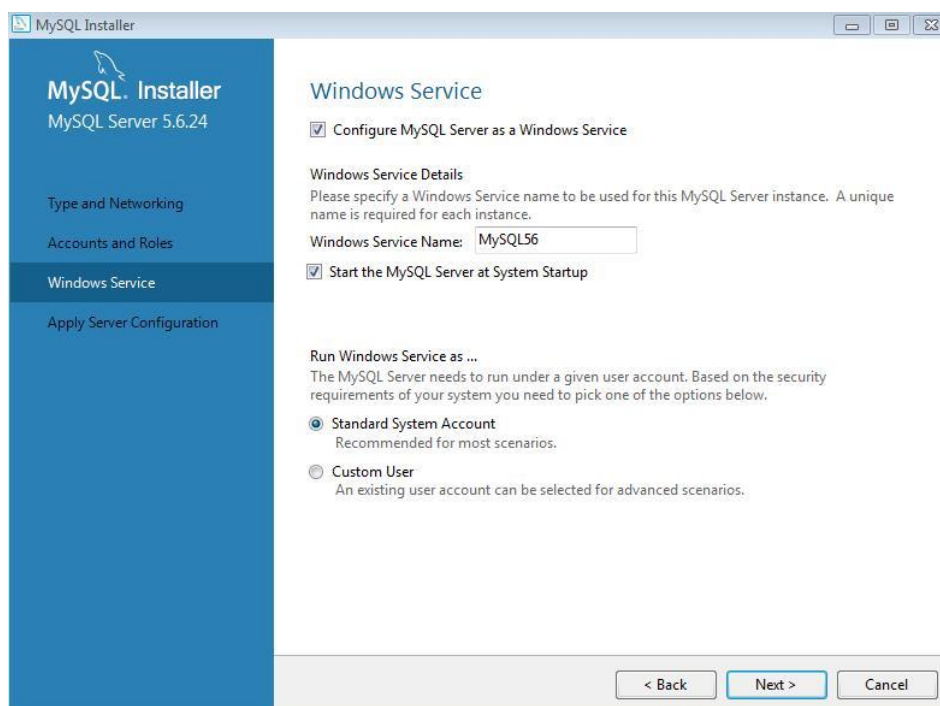 MySQL Installer
MySQL. Installer
MySQL Server 5.6.24
Type and Networking
Accounts and Roles
Windows Service
Apply Server Configuration
Windows Service
Configure MySQL Server as a Windows Service
Windows Service Details
Please specify a Windows Service name to be used for this MySQL Server instance. A unique
name is required for each instance.
Windows Service Name: MySQL56
Start the MySQL Server at System Startup
Run Windows Service as ...
The MySQL Server needs to run under a given user account. Based on the security
requirements of your system you need to pick one of the options below.
Standard System Account
Recommended for most scenarios.
Custom User
An existing user account can be selected for advanced scenarios.
< Back Next > Cancel